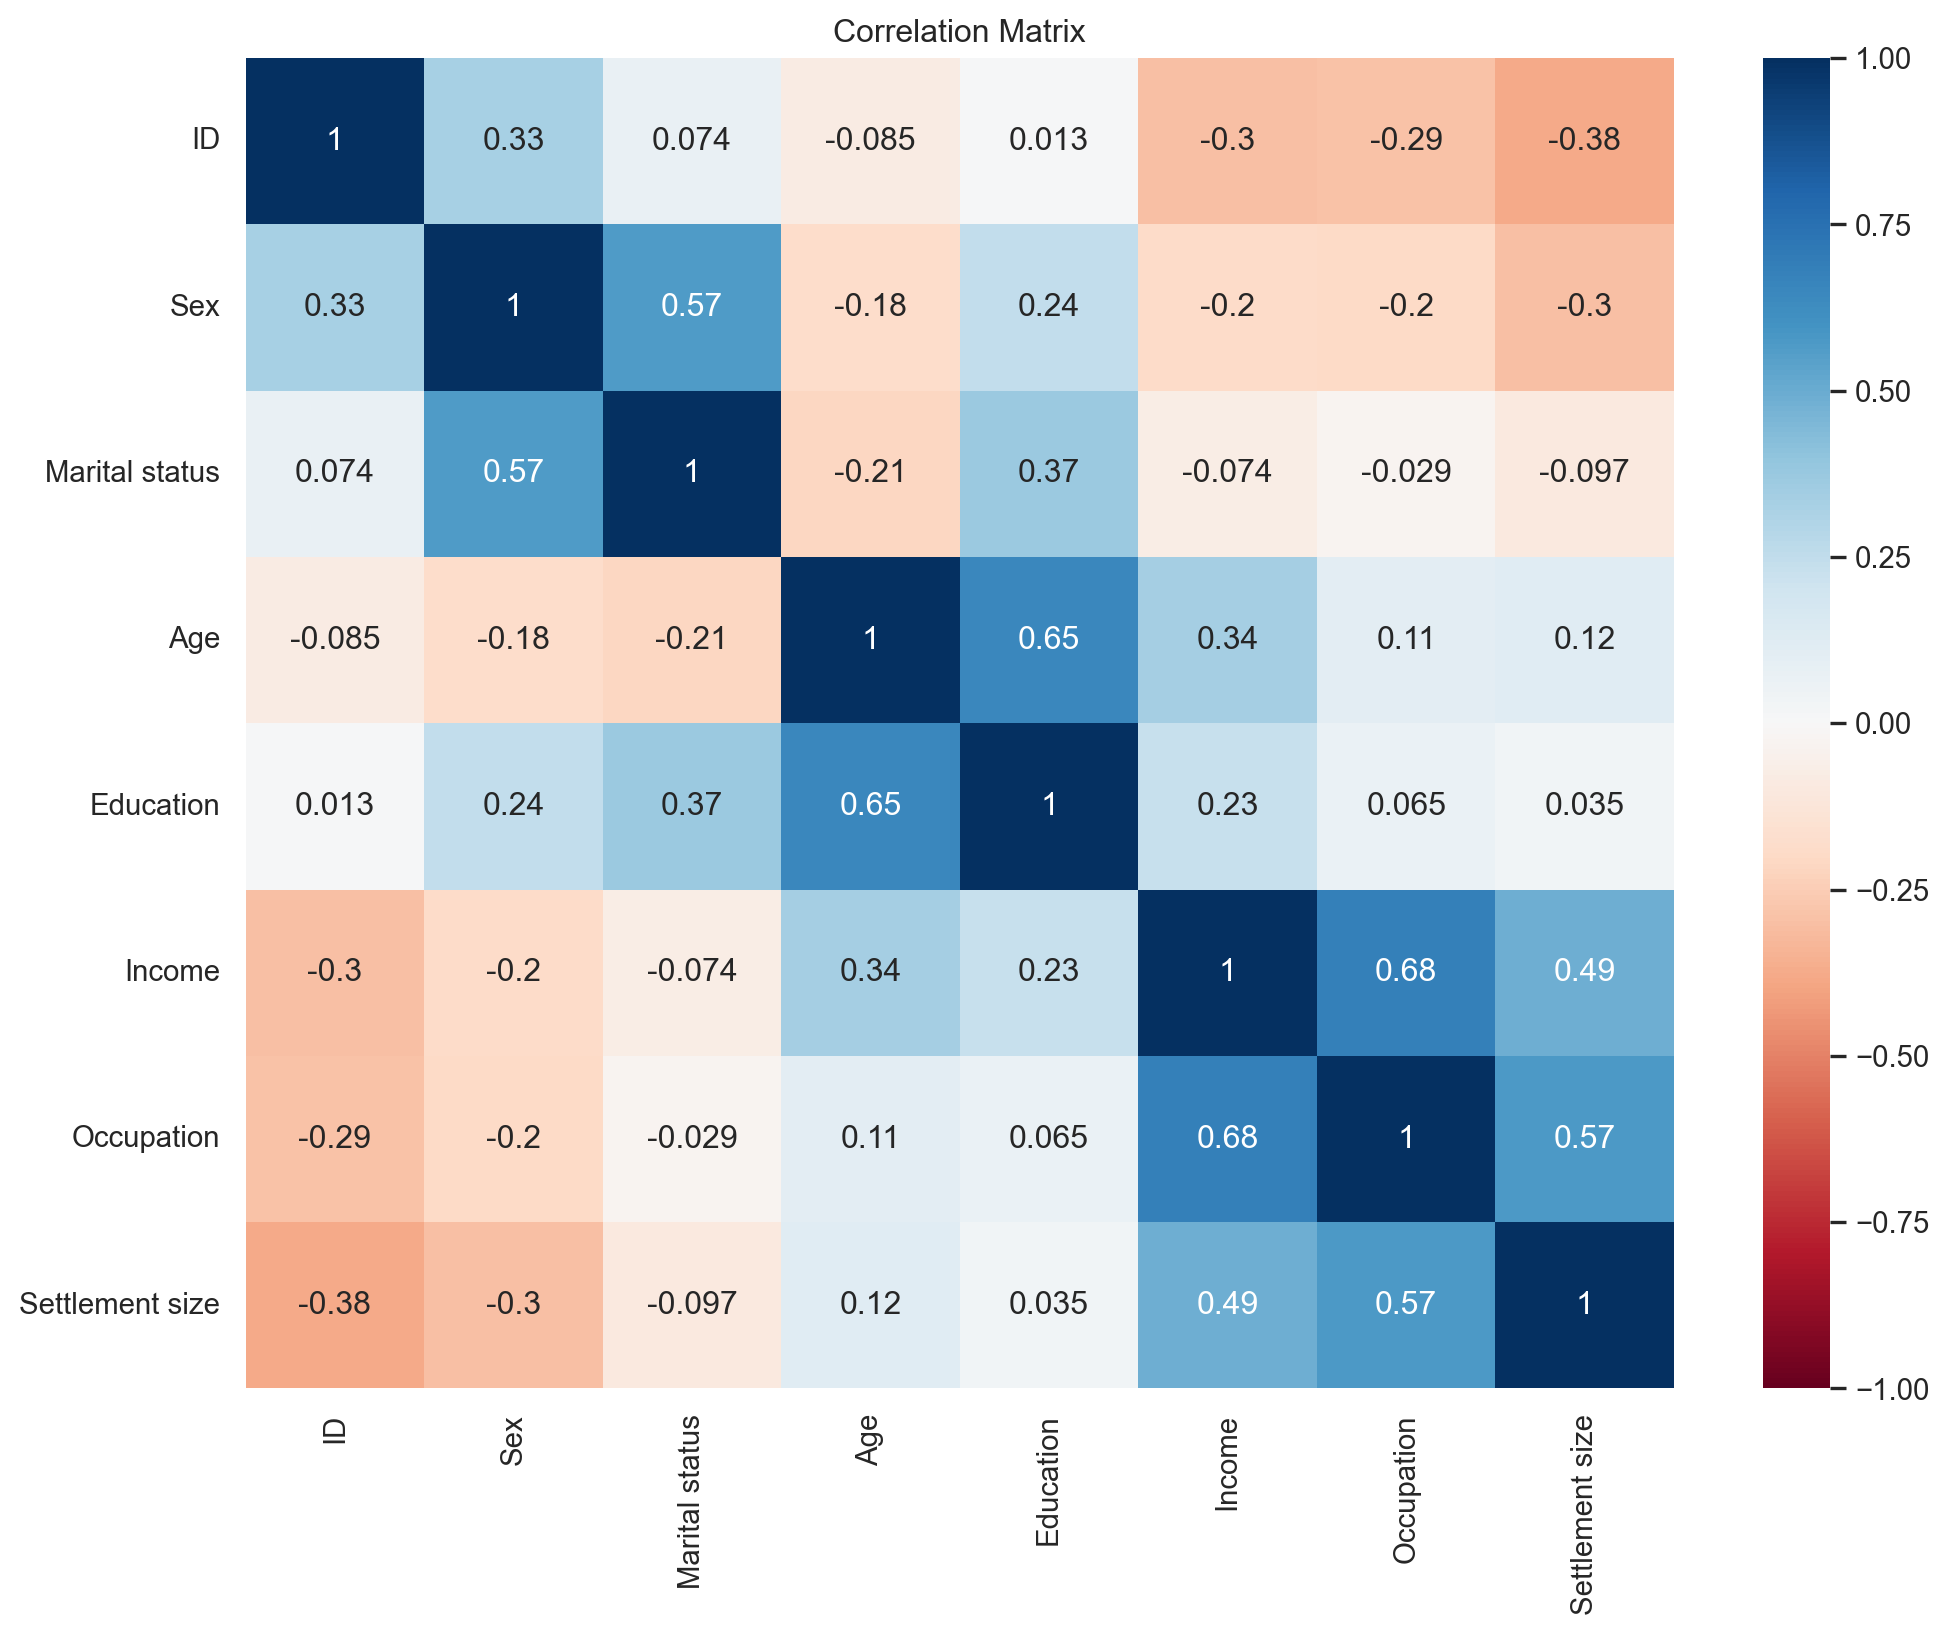 Correlation Matrix
ID 1 0.33 0.074 -0.085 0.013 -0.3 -0.29 -0.38
Sex 0.33 1 0.57 -0.18 0.24 -0.2 -0.2 -0.3
Marital status 0.074 0.57 1 -0.21 0.37 -0.074 -0.029 -0.097
Age -0.085 -0.18 -0.21 1 0.65 0.34 0.11 0.12
Education 0.013 0.24 0.37 0.65 1 0.23 0.065 0.035
Income -0.3 -0.2 -0.074 0.34 0.23 1 0.68 0.49
Occupation -0.29 -0.2 -0.029 0.11 0.065 0.68 1 0.57
Settlement size -0.38 -0.3 -0.097 0.12 0.035 0.49 0.57 1
ID Sex Marital status Age Education Income Occupation Settlement size
1.00
0.75
0.50
0.25
0.00
−0.25
−0.50
−0.75
−1.00